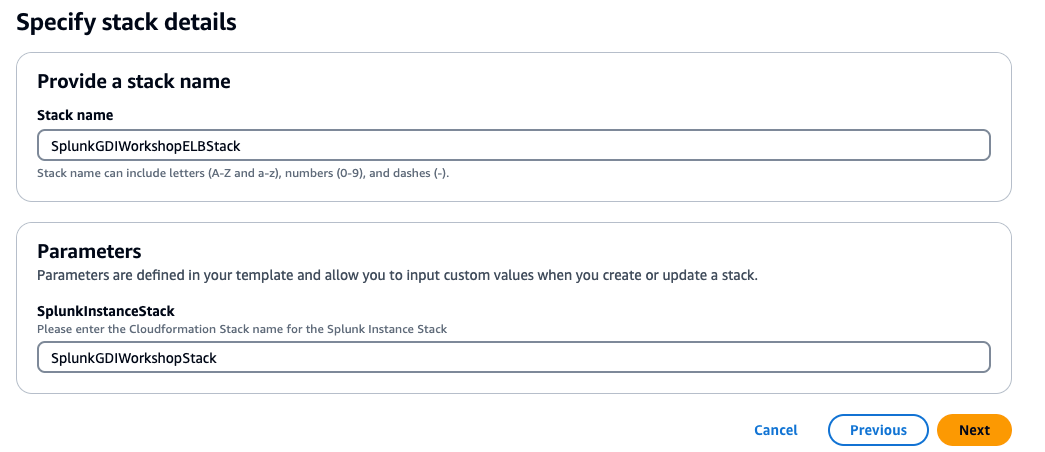 Specify stack details
Provide a stack name
Stack name
SplunkGDIWorkshopELBStack
Stack name can include letters (A-Z and a-z), numbers (0-9), and dashes (-).
Parameters
Parameters are defined in your template and allow you to input custom values when you create or update a stack.
SplunkInstanceStack
Please enter the Cloudformation Stack name for the Splunk Instance Stack
SplunkGDIWorkshopStack
Cancel Previous Next